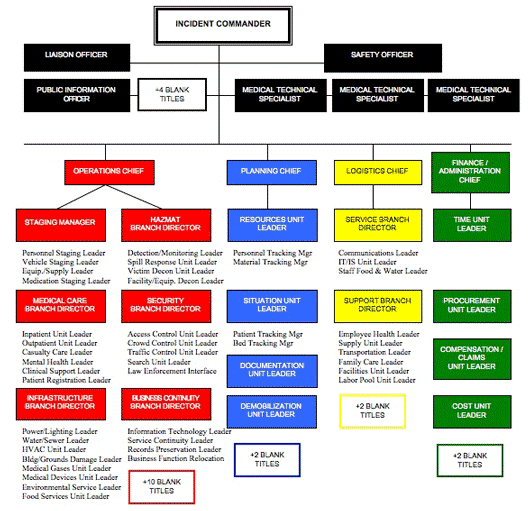 INCIDENT COMMANDER
LIAISON OFFICER
SAFETY OFFICER
PUBLIC INFORMATION
OFFICER
+4 BLANK
TITLES
MEDICAL TECHNICAL
SPECIALIST
MEDICAL TECHNICAL
SPECIALIST
MEDICAL TECHNICAL
SPECIALIST
OPERATIONS CHIEF
PLANNING CHIEF
LOGISTICS CHIEF
FINANCE /
ADMINISTRATION
CHIEF
STAGING MANAGER
Personnel Staging Leader
Vehicle Staging Leader
Equip./Supply Leader
Medication Staging Leader
HAZMAT
BRANCH DIRECTOR
Detection/Monitoring Leader
Spill Response Unit Leader
Victim Decon Unit Leader
Facility/Equip. Decon Leader
RESOURCES UNIT
LEADER
Personnel Tracking Mgr
Material Tracking Mgr
SERVICE BRANCH
DIRECTOR
Communications Leader
IT/IS Unit Leader
Staff Food & Water Leader
TIME UNIT
LEADER
MEDICAL CARE
BRANCH DIRECTOR
Inpatient Unit Leader
Outpatient Unit Leader
Casualty Care Leader
Mental Health Leader
Clinical Support Leader
Patient Registration Leader
SECURITY
BRANCH DIRECTOR
Access Control Unit Leader
Crowd Control Unit Leader
Traffic Control Unit Leader
Search Unit Leader
Law Enforcement Interface
SITUATION UNIT
LEADER
Patient Tracking Mgr
Bed Tracking Mgr
SUPPORT BRANCH
DIRECTOR
Employee Health Leader
Supply Unit Leader
Transportation Leader
Family Care Leader
Facilities Unit Leader
Labor Pool Unit Leader
PROCUREMENT
UNIT LEADER
DOCUMENTATION
UNIT LEADER
COMPENSATION /
CLAIMS
UNIT LEADER
INFRASTRUCTURE
BRANCH DIRECTOR
Power/Lighting Leader
Water/Sewer Leader
HVAC Unit Leader
Bldg/Grounds Damage Leader
Medical Gases Unit Leader
Medical Devices Unit Leader
Environmental Service Leader
Food Services Unit Leader
BUSINESS CONTINUITY
BRANCH DIRECTOR
Information Technology Leader
Service Continuity Leader
Records Preservation Leader
Business Function Relocation
+10 BLANK
TITLES
DEMOBILIZATION
UNIT LEADER
+2 BLANK
TITLES
+2 BLANK
TITLES
COST UNIT
LEADER
+2 BLANK
TITLES